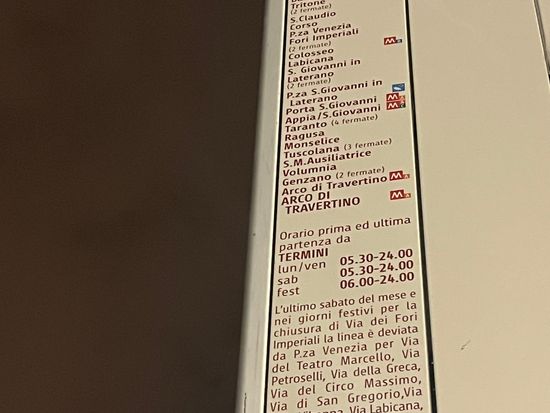 Tritone
(2 fermate)
S.Claudio
Corso
P.za Venezia
Fori Imperiali
(2 fermate) M B
Colosseo
Labicana
S. Giovanni in
Laterano
(2 fermate)
P.za S.Giovanni in
Laterano
Porta S.Giovanni M A
Appia/S.Giovanni M C
Taranto (4 fermate)
Ragusa
Monselice
Tuscolana (3 fermate)
S.M.Ausiliatrice
Volumnia
Genzano (2 fermate)
Arco di Travertino M A
ARCO DI M A
TRAVERTINO
Orario prima ed ultima
partenza da
TERMINI
lun/ven 05.30-24.00
sab 05.30-24.00
fest 06.00-24.00
L'ultimo sabato del mese e
nei giorni festivi per la
chiusura di Via dei Fori
Imperiali la linea è deviata
da P.za Venezia per Via
del Teatro Marcello, Via
Petroselli, Via della Greca,
Via del Circo Massimo,
Via di San Gregorio,Via
Via Labicana,